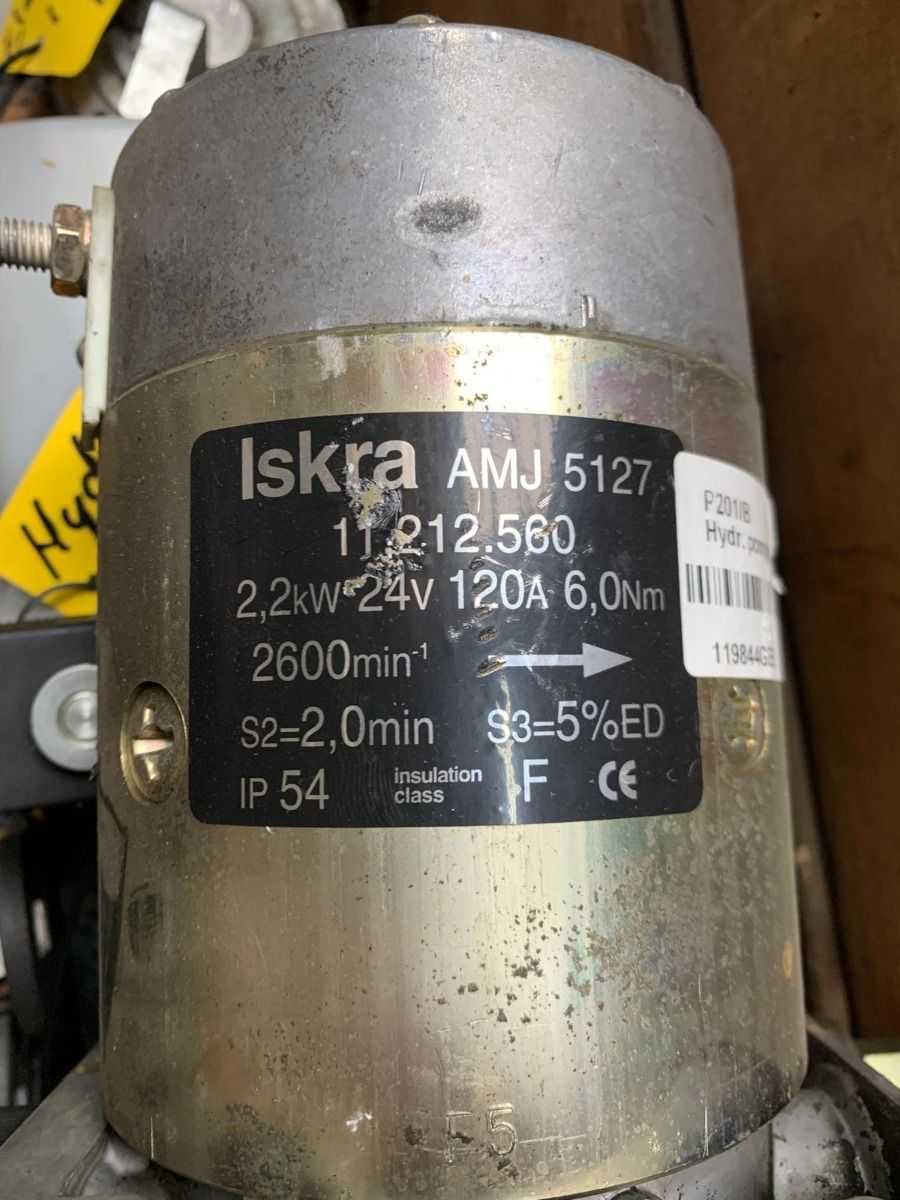 Iskra AMJ 5127
11.212.560
2,2kW 24V 120A 6,0Nm
2600min-1
S2=2,0min S3=5%ED
IP 54 insulation class F CE
P201/B
Hydr.
E5